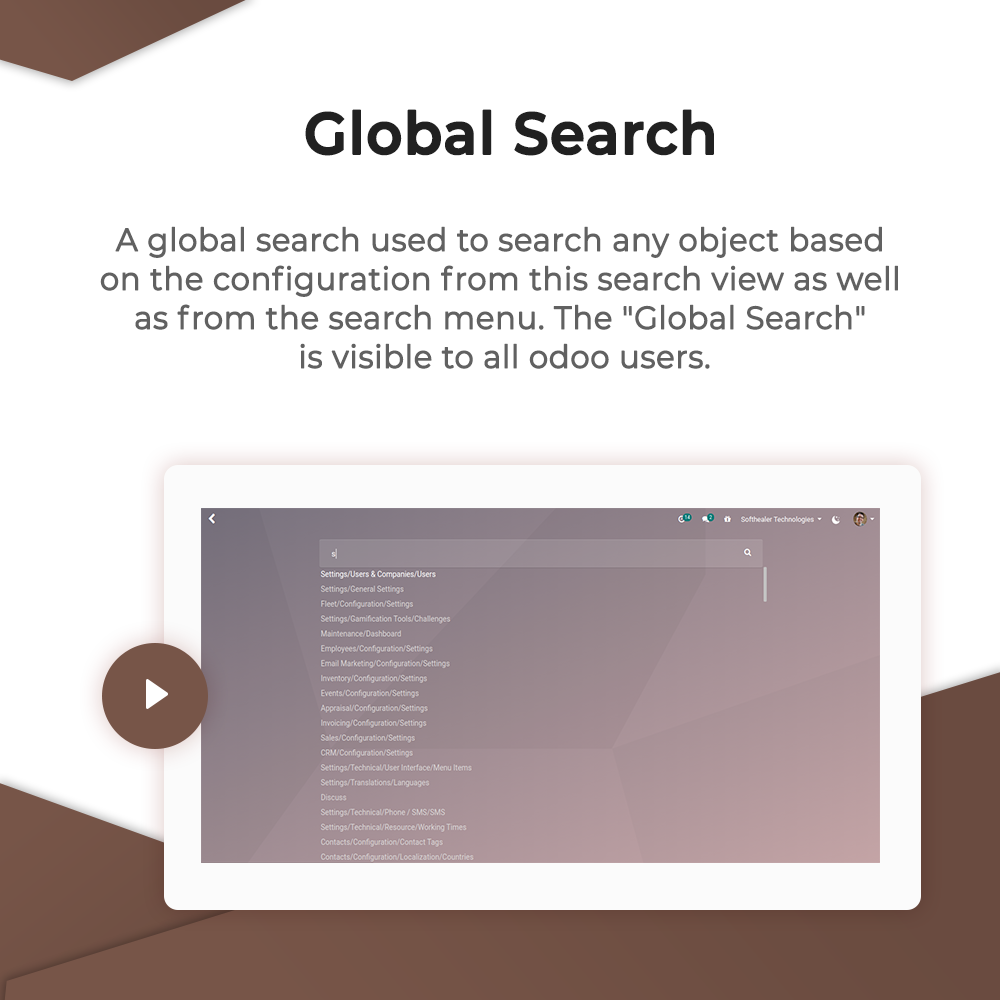 Global Search
A global search used to search any object based
on the configuration from this search view as well
as from the search menu. The "Global Search"
is visible to all odoo users.
14
2
Softhealer Technologies
s
Settings/Users & Companies/Users
Settings/General Settings
Fleet/Configuration/Settings
Settings/Gamification Tools/Challenges
Maintenance/Dashboard
Employees/Configuration/Settings
Email Marketing/Configuration/Settings
Inventory/Configuration/Settings
Events/Configuration/Settings
Appraisal/Configuration/Settings
Invoicing/Configuration/Settings
Sales/Configuration/Settings
CRM/Configuration/Settings
Settings/Technical/User Interface/Menu Items
Settings/Translations/Languages
Discuss
Settings/Technical/Phone / SMS/SMS
Settings/Technical/Resource/Working Times
Contacts/Configuration/Contact Tags
Contacts/Configuration/Localization/Countries